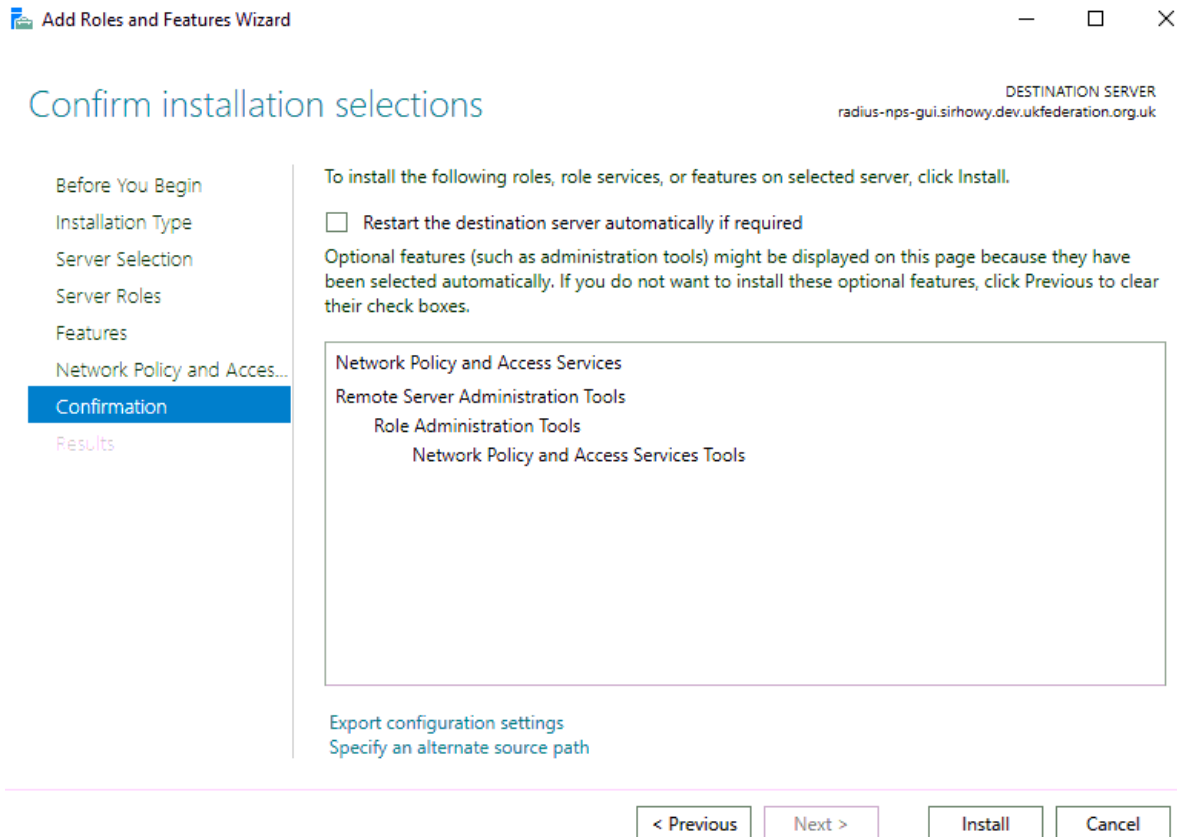 Add Roles and Features Wizard
Confirm installation selections
DESTINATION SERVER
radius-nps-gui.sirhowy.dev.ukfederation.org.uk
Before You Begin
Installation Type
Server Selection
Server Roles
Features
Network Policy and Acces...
Confirmation
Results
To install the following roles, role services, or features on selected server, click Install.
Restart the destination server automatically if required
Optional features (such as administration tools) might be displayed on this page because they have
been selected automatically. If you do not want to install these optional features, click Previous to clear
their check boxes.
Network Policy and Access Services
Remote Server Administration Tools
Role Administration Tools
Network Policy and Access Services Tools
Export configuration settings
Specify an alternate source path
< Previous
Next >
Install
Cancel